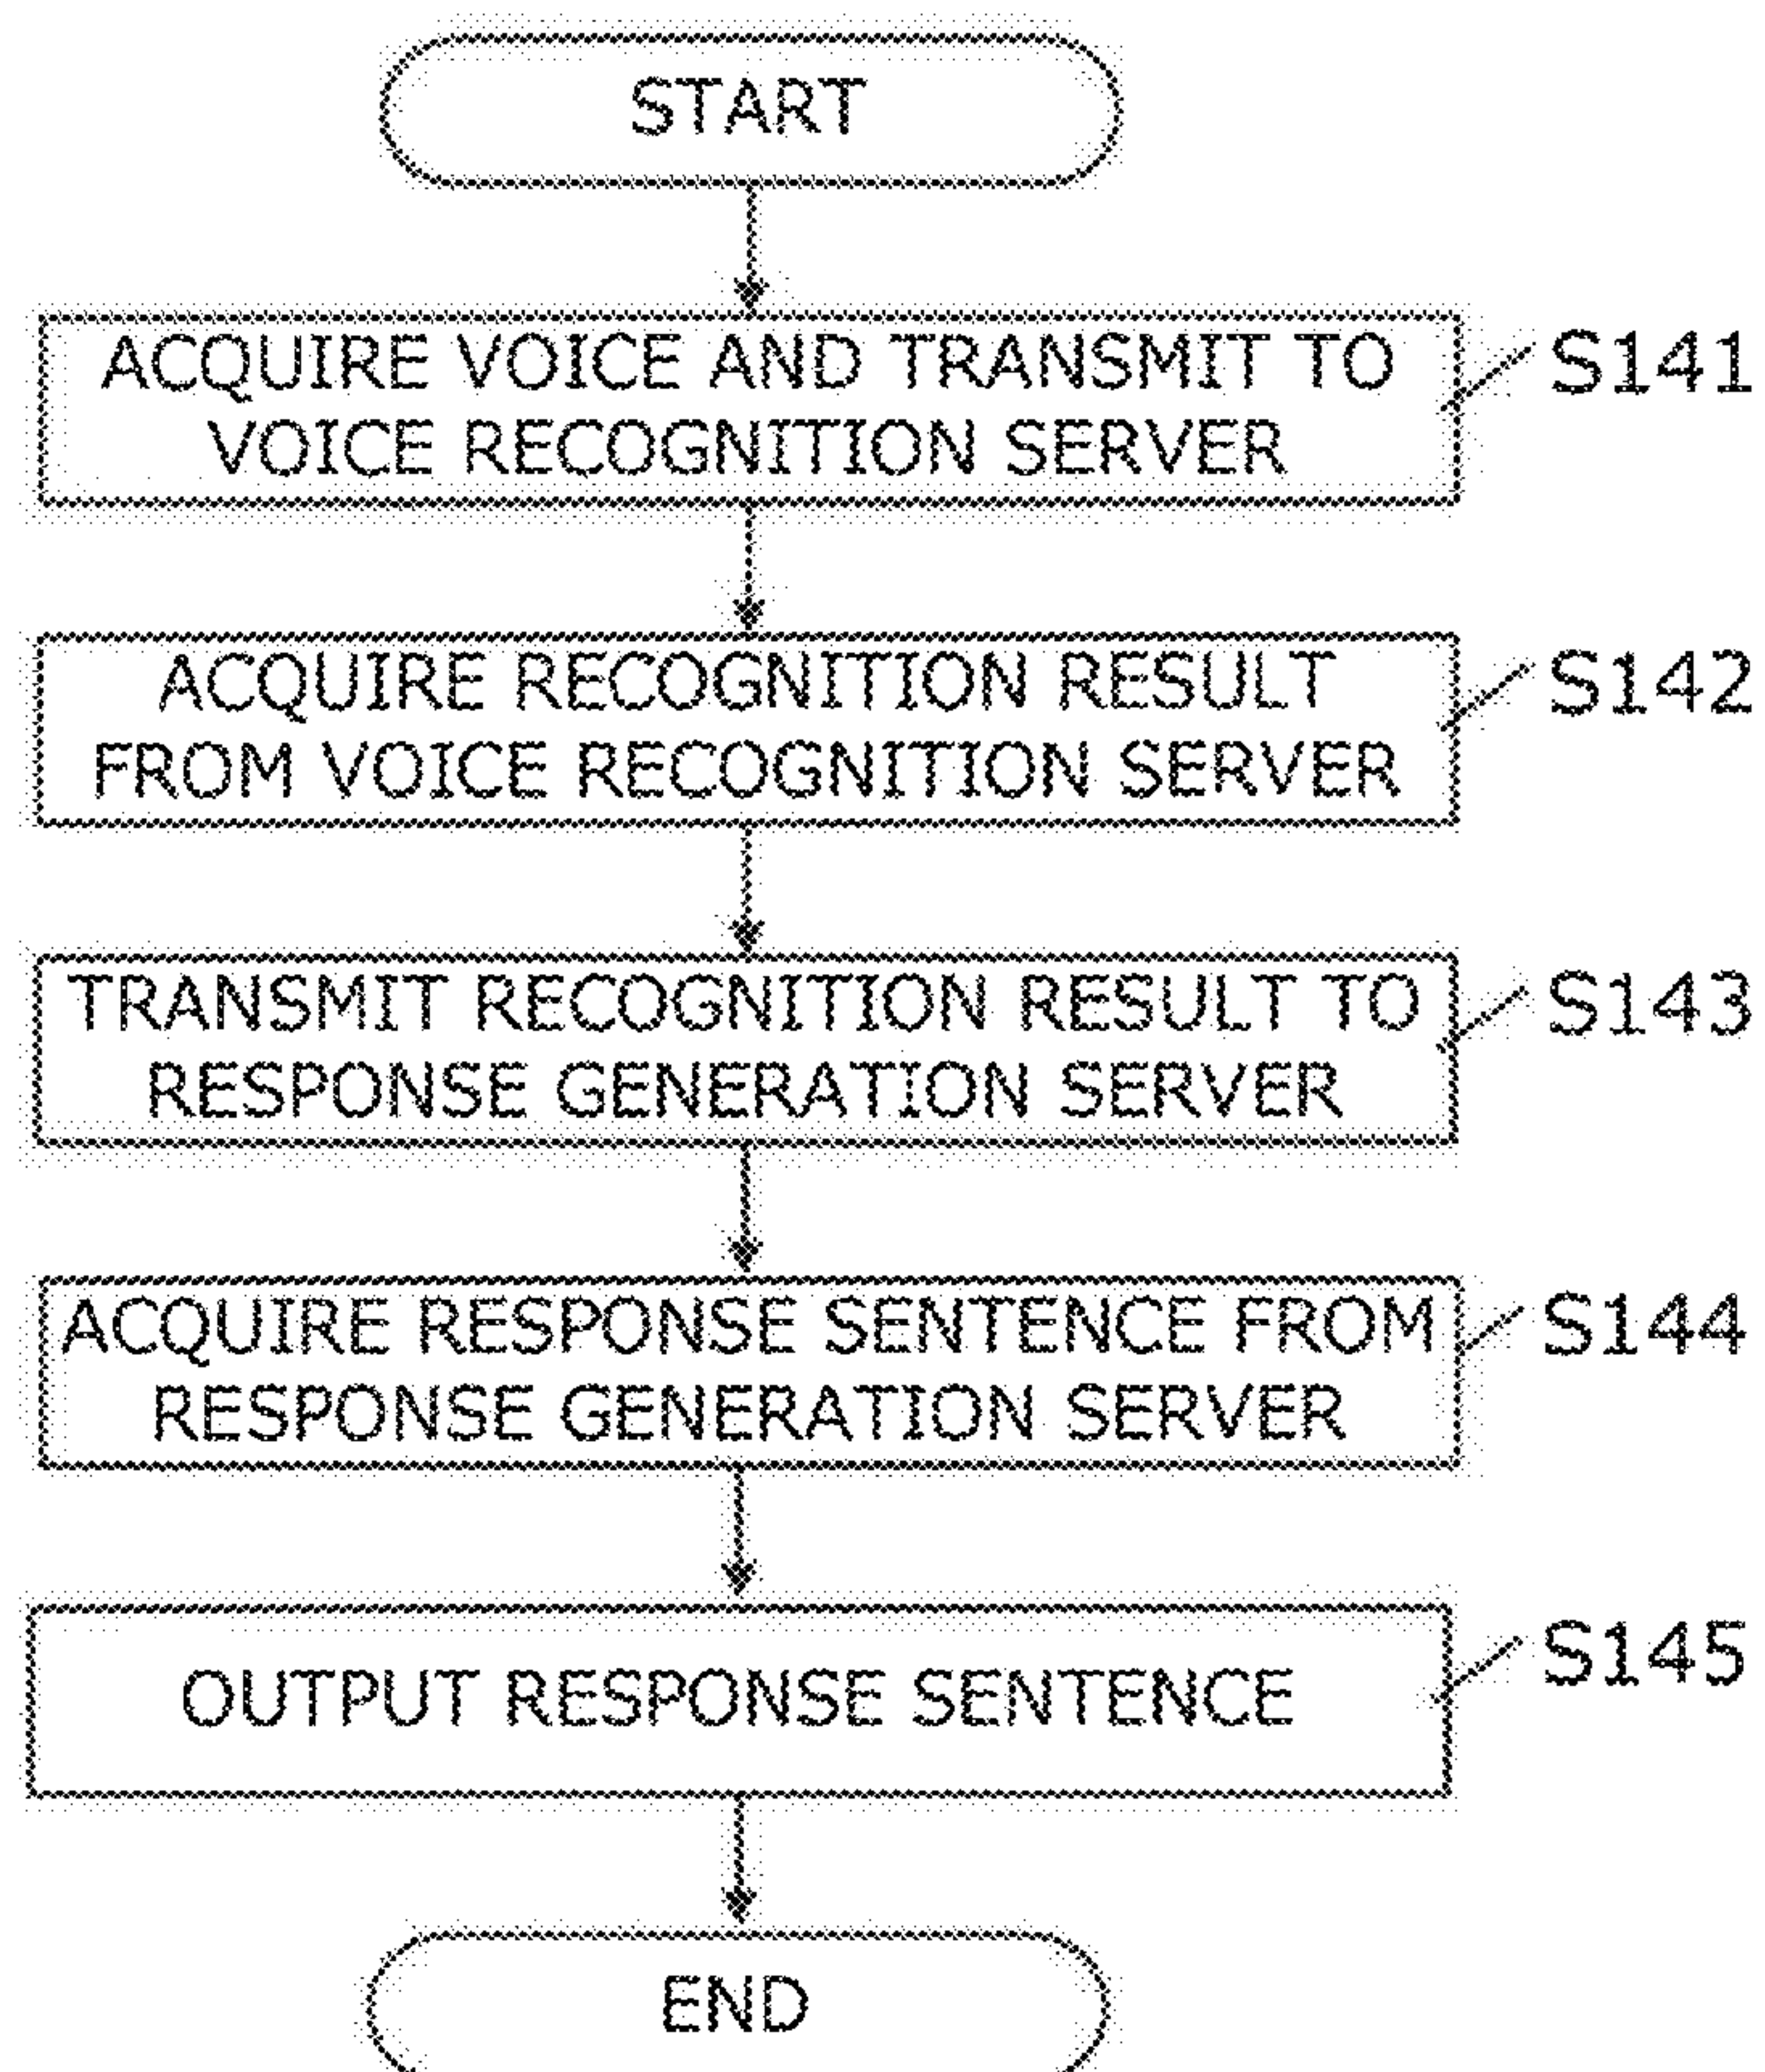 START
ACQUIRE VOICE AND TRANSMIT TO
VOICE RECOGNITION SERVER
S141
ACQUIRE RECOGNITION RESULT
FROM VOICE RECOGNITION SERVER
S142
TRANSMIT RECOGNITION RESULT TO
RESPONSE GENERATION SERVER
S143
ACQUIRE RESPONSE SENTENCE FROM
RESPONSE GENERATION SERVER
S144
OUTPUT RESPONSE SENTENCE
S145
END